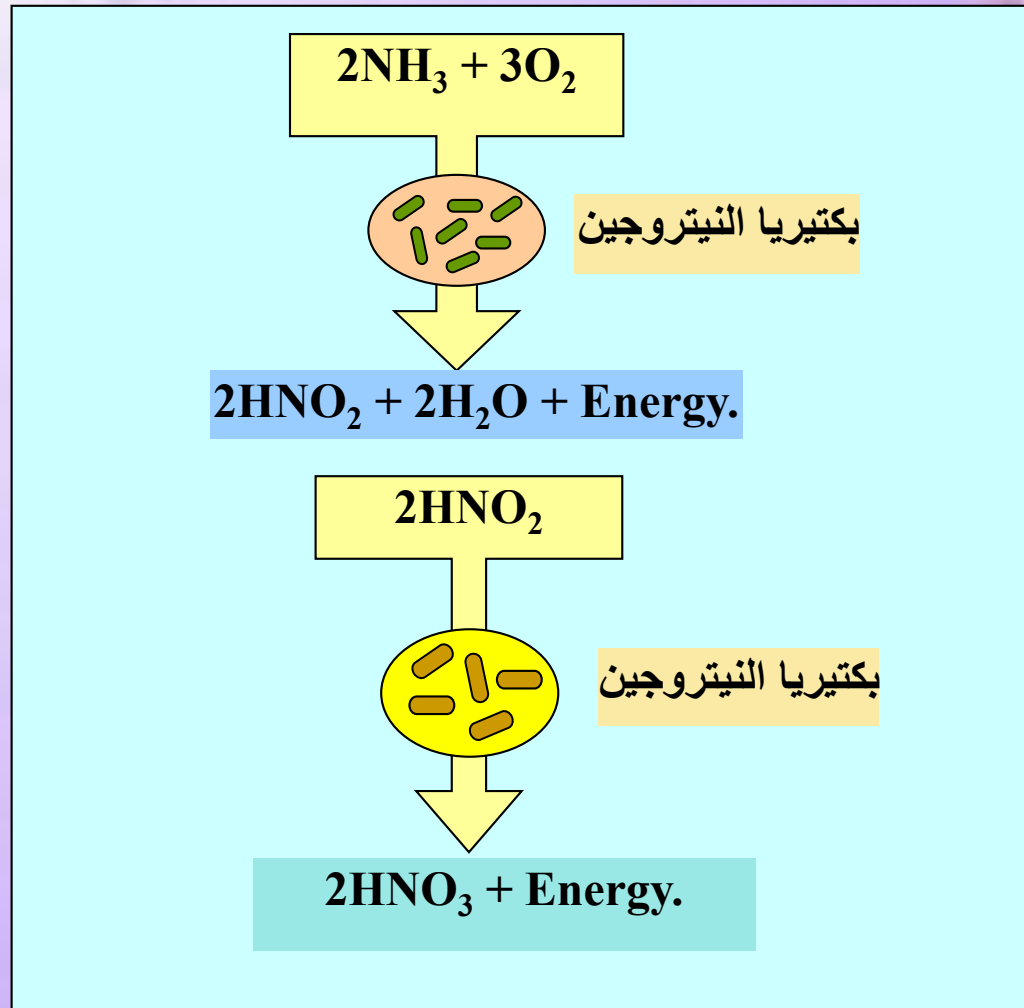 2NH₃ + 3O₂
بكتيريا النيتروجين
2HNO₂ + 2H₂O + Energy.
2HNO₂
بكتيريا النيتروجين
2HNO₃ + Energy.